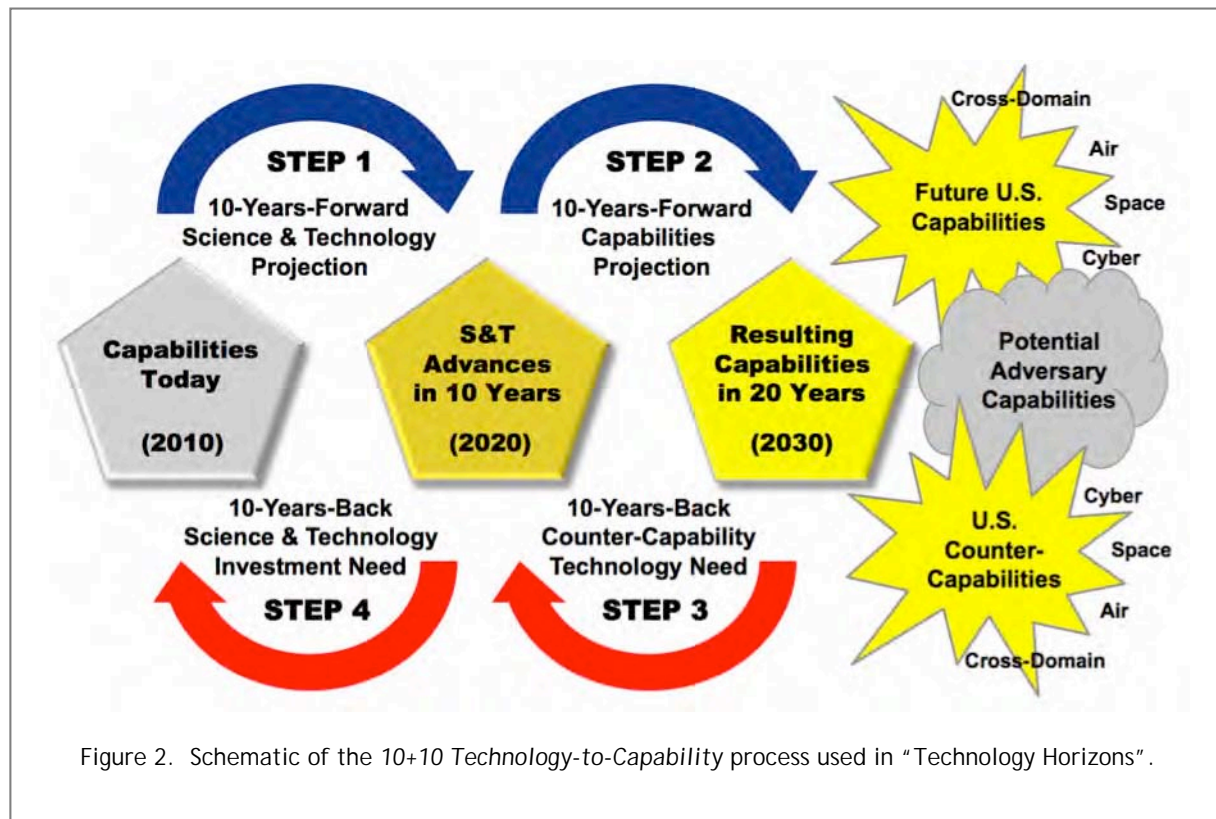 STEP 1
10-Years-Forward
Science & Technology
Projection
STEP 2
10-Years-Forward
Capabilities
Projection
Cross-Domain
Air
Space
Cyber
Future U.S.
Capabilities
Capabilities
Today
(2010)
S&T
Advances
in 10 Years
(2020)
Resulting
Capabilities
in 20 Years
(2030)
Potential
Adversary
Capabilities
10-Years-Back
Science & Technology
Investment Need
STEP 4
10-Years-Back
Counter-Capability
Technology Need
STEP 3
U.S.
Counter-
Capabilities
Cyber
Space
Air
Cross-Domain
Figure 2. Schematic of the 10+10 Technology-to-Capability process used in “Technology Horizons”.